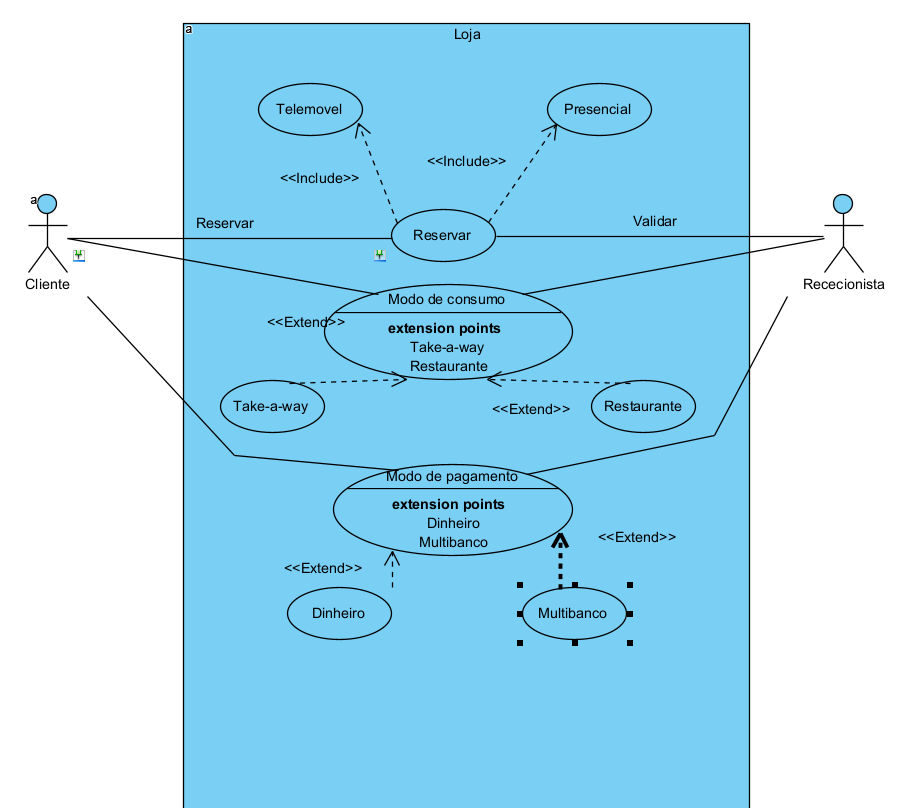 a
Loja
Telemovel
Presencial
<<Include>>
<<Include>>
a
Reservar
Validar
Reservar
Cliente
Rececionista
Modo de consumo
<<Extend>>
extension points
Take-a-way
Restaurante
Take-a-way
<<Extend>>
Restaurante
Modo de pagamento
extension points
Dinheiro
Multibanco
<<Extend>>
<<Extend>>
Dinheiro
Multibanco